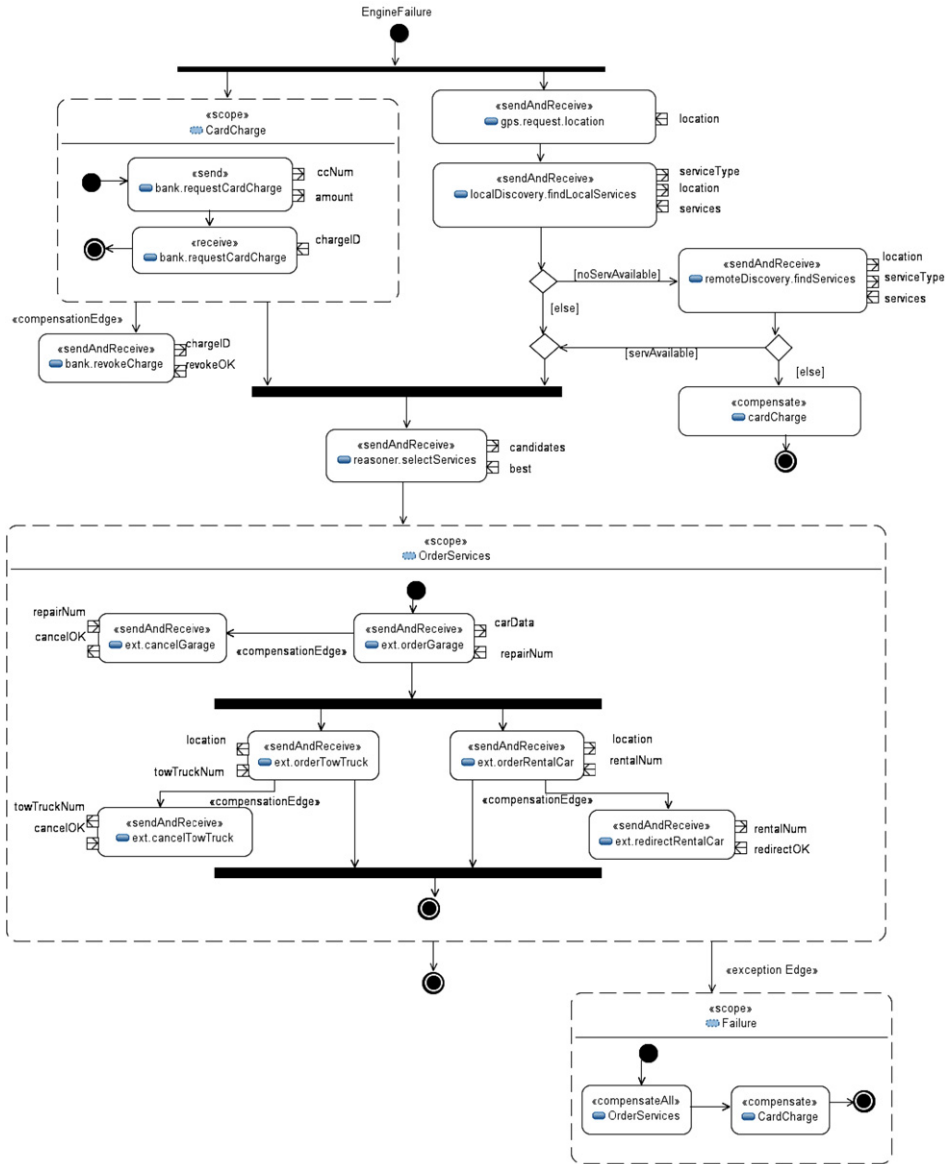 EngineFailure
«scope»
CardCharge
«send»
bank.requestCardCharge
ccNum
amount
«receive»
bank.requestCardCharge
chargeID
«sendAndReceive»
gps.request.location
location
«sendAndReceive»
localDiscovery.findLocalServices
serviceType
location
services
[noServAvailable]
[else]
«sendAndReceive»
remoteDiscovery.findServices
location
serviceType
services
[servAvailable]
[else]
«compensate»
cardCharge
«compensationEdge»
«sendAndReceive»
bank.revokeCharge
chargeID
revokeOK
«sendAndReceive»
reasoner.selectServices
candidates
best
«scope»
OrderServices
repairNum
cancelOK
«sendAndReceive»
ext.cancelGarage
«compensationEdge»
«sendAndReceive»
ext.orderGarage
carData
repairNum
location
towTruckNum
«sendAndReceive»
ext.orderTowTruck
«sendAndReceive»
ext.orderRentalCar
location
rentalNum
«compensationEdge»
«compensationEdge»
towTruckNum
cancelOK
«sendAndReceive»
ext.cancelTowTruck
«sendAndReceive»
ext.redirectRentalCar
rentalNum
redirectOK
«exception Edge»
«scope»
Failure
«compensateAll»
OrderServices
«compensate»
CardCharge